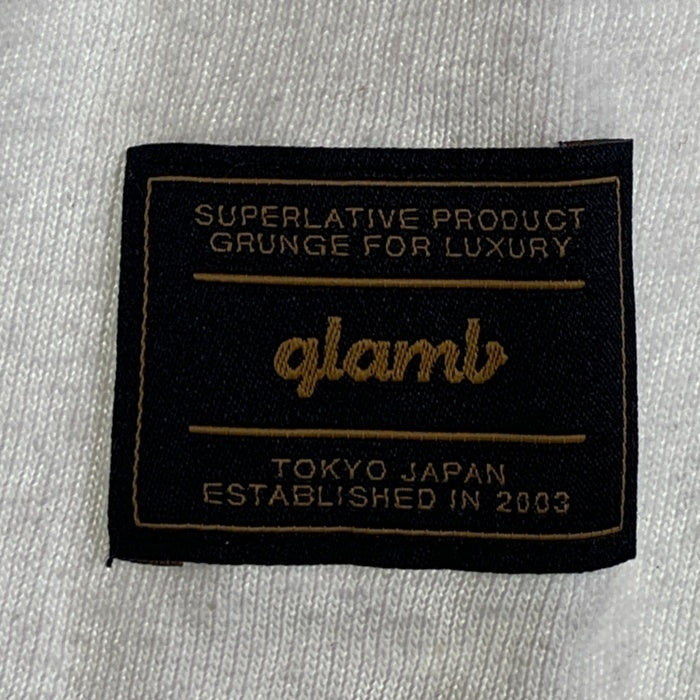 SUPERLATIVE PRODUCT
GRUNGE FOR LUXURY
glamb
TOKYO JAPAN
ESTABLISHED IN 2003